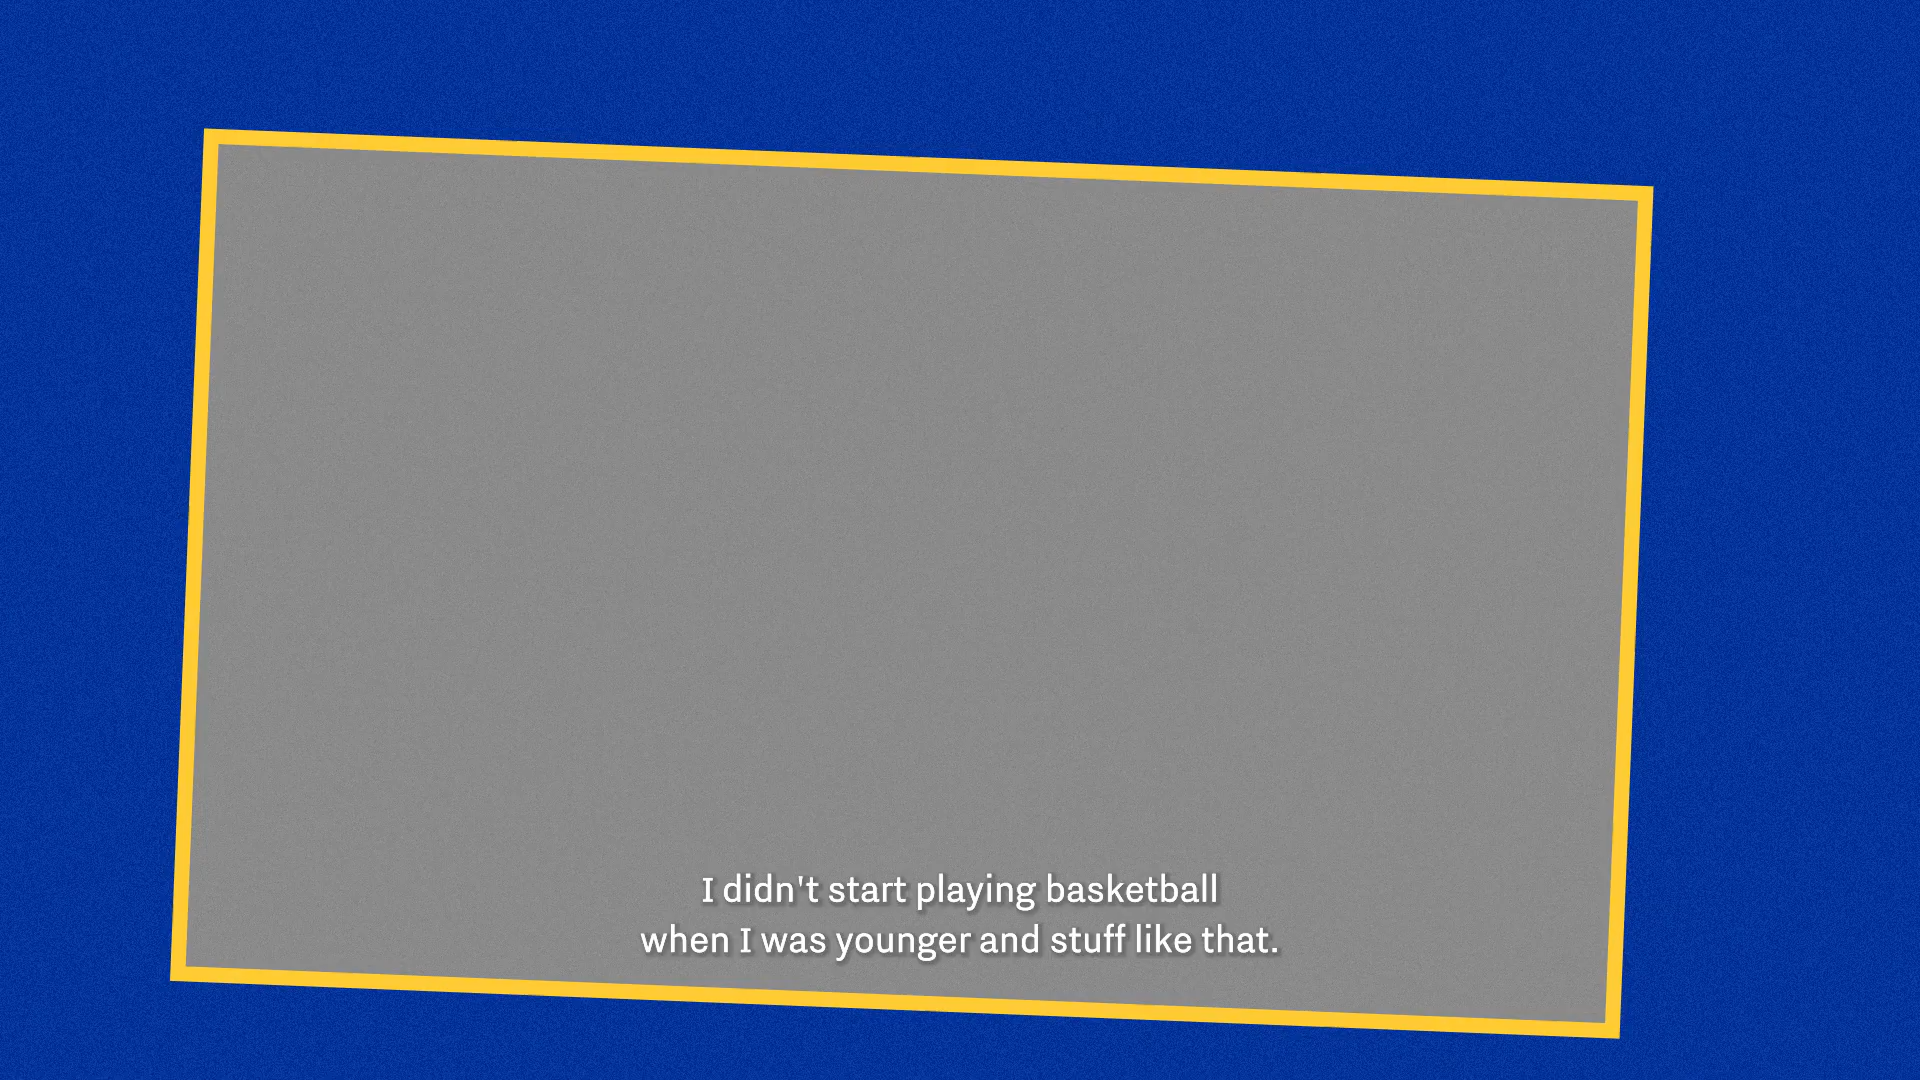 I didn't start playing basketball
when I was younger and stuff like that.